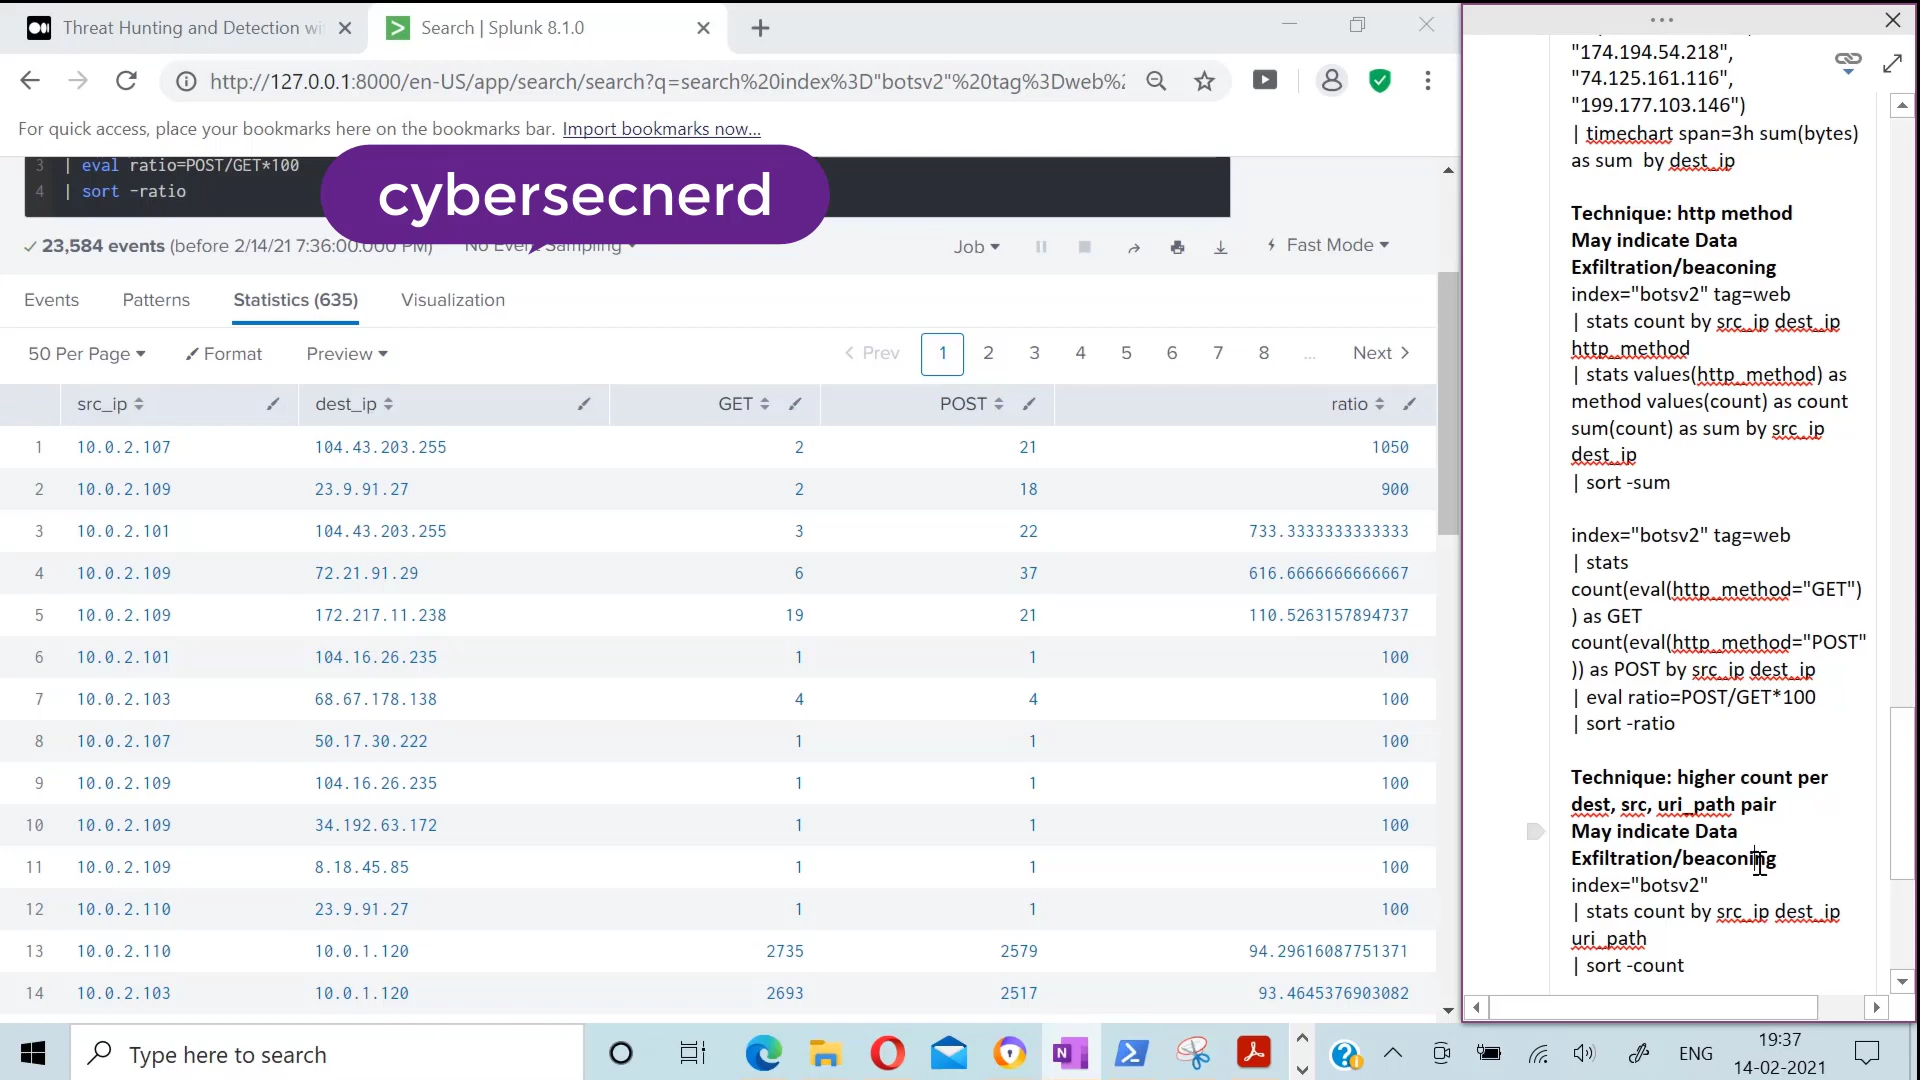 Threat Hunting and Detection wi
Search | Splunk 8.1.0
http://127.0.0.1:8000/en-US/app/search/search?q=search%20index%3D"botsv2"%20tag%3Dweb%2
For quick access, place your bookmarks here on the bookmarks bar. Import bookmarks now...
3 | eval ratio=POST/GET*100
4 | sort -ratio
cybersecnerd
✓ 23,584 events (before 2/14/21 7:36:00.000 PM) No Event Sampling
Job Fast Mode
Events Patterns Statistics (635) Visualization
50 Per Page Format Preview
Prev 1 2 3 4 5 6 7 8 ... Next
src_ip dest_ip GET POST ratio
1 10.0.2.107 104.43.203.255 2 21 1050
2 10.0.2.109 23.9.91.27 2 18 900
3 10.0.2.101 104.43.203.255 3 22 733.3333333333333
4 10.0.2.109 72.21.91.29 6 37 616.6666666666667
5 10.0.2.109 172.217.11.238 19 21 110.5263157894737
6 10.0.2.101 104.16.26.235 1 1 100
7 10.0.2.103 68.67.178.138 4 4 100
8 10.0.2.107 50.17.30.222 1 1 100
9 10.0.2.109 104.16.26.235 1 1 100
10 10.0.2.109 34.192.63.172 1 1 100
11 10.0.2.109 8.18.45.85 1 1 100
12 10.0.2.110 23.9.91.27 1 1 100
13 10.0.2.110 10.0.1.120 2735 2579 94.29616087751371
14 10.0.2.103 10.0.1.120 2693 2517 93.4645376903082
"174.194.54.218",
"74.125.161.116",
"199.177.103.146")
| timechart span=3h sum(bytes)
as sum by dest_ip
Technique: http method
May indicate Data
Exfiltration/beaconing
index="botsv2" tag=web
| stats count by src_ip dest_ip
http_method
| stats values(http_method) as
method values(count) as count
sum(count) as sum by src_ip
dest_ip
| sort -sum
index="botsv2" tag=web
| stats
count(eval(http_method="GET")
) as GET
count(eval(http_method="POST"
)) as POST by src_ip dest_ip
| eval ratio=POST/GET*100
| sort -ratio
Technique: higher count per
dest, src, uri_path pair
May indicate Data
Exfiltration/beaconing
index="botsv2"
| stats count by src_ip dest_ip
uri_path
| sort -count
Type here to search
ENG
19:37
14-02-2021